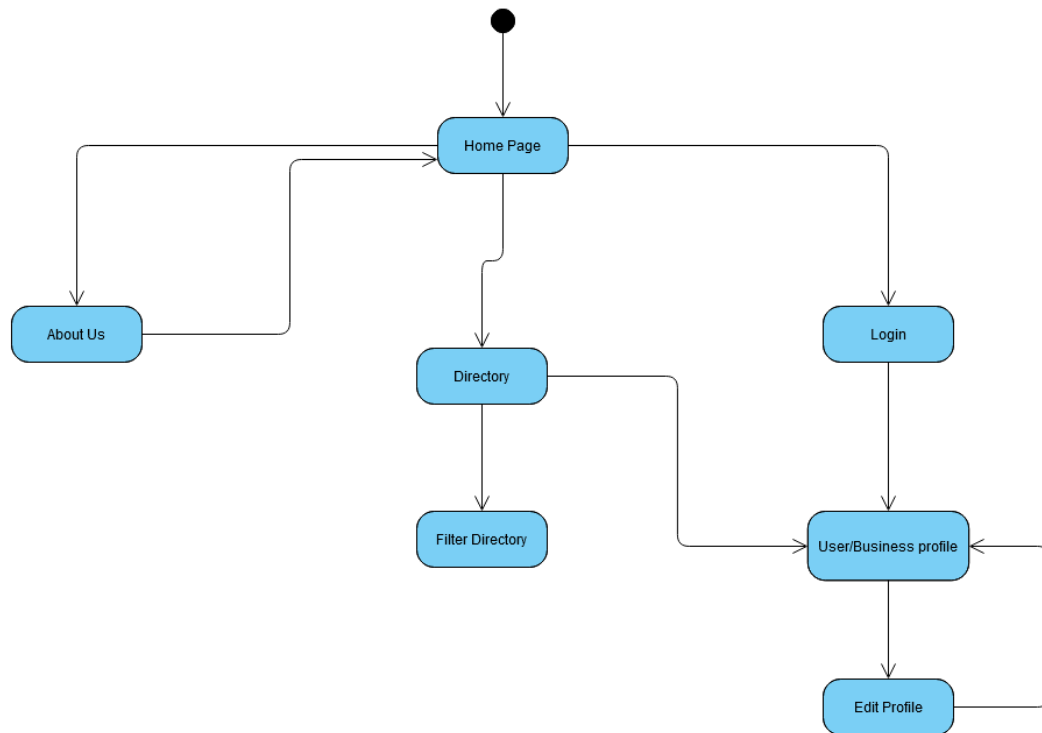 Home Page
About Us
Login
Directory
Filter Directory
User/Business profile
Edit Profile